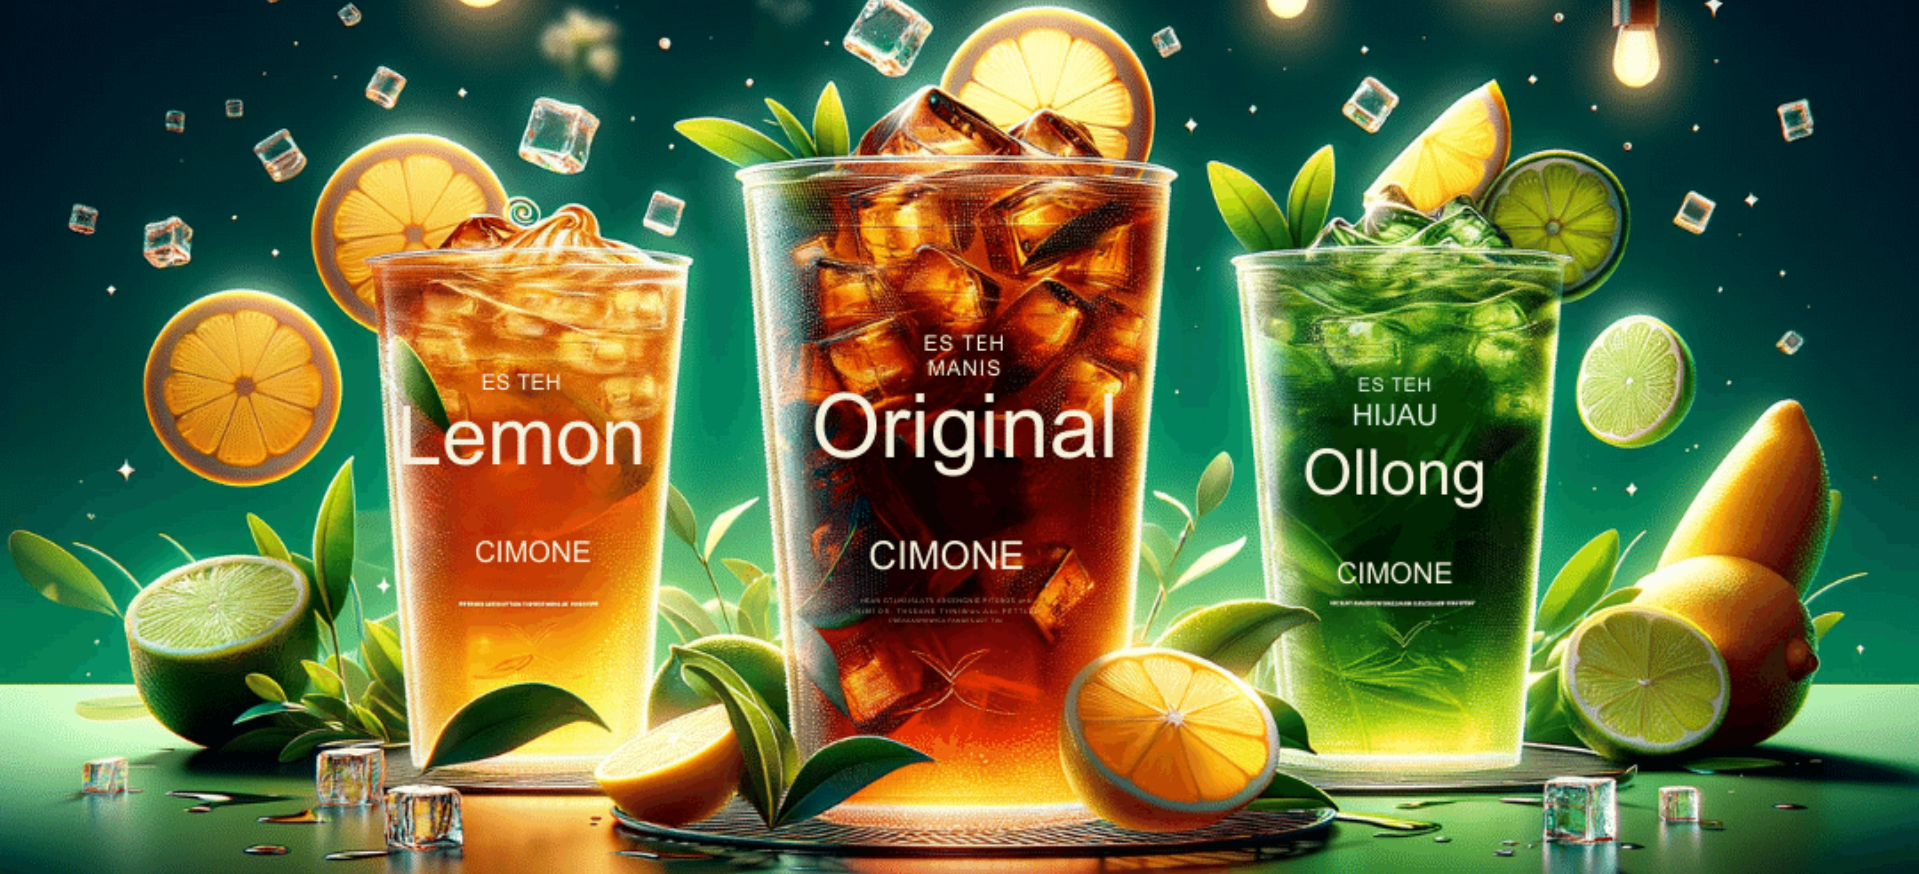 ES TEH
Lemon
CIMONE
ES TEH
MANIS
Original
CIMONE
ES TEH
HIJAU
Ollong
CIMONE